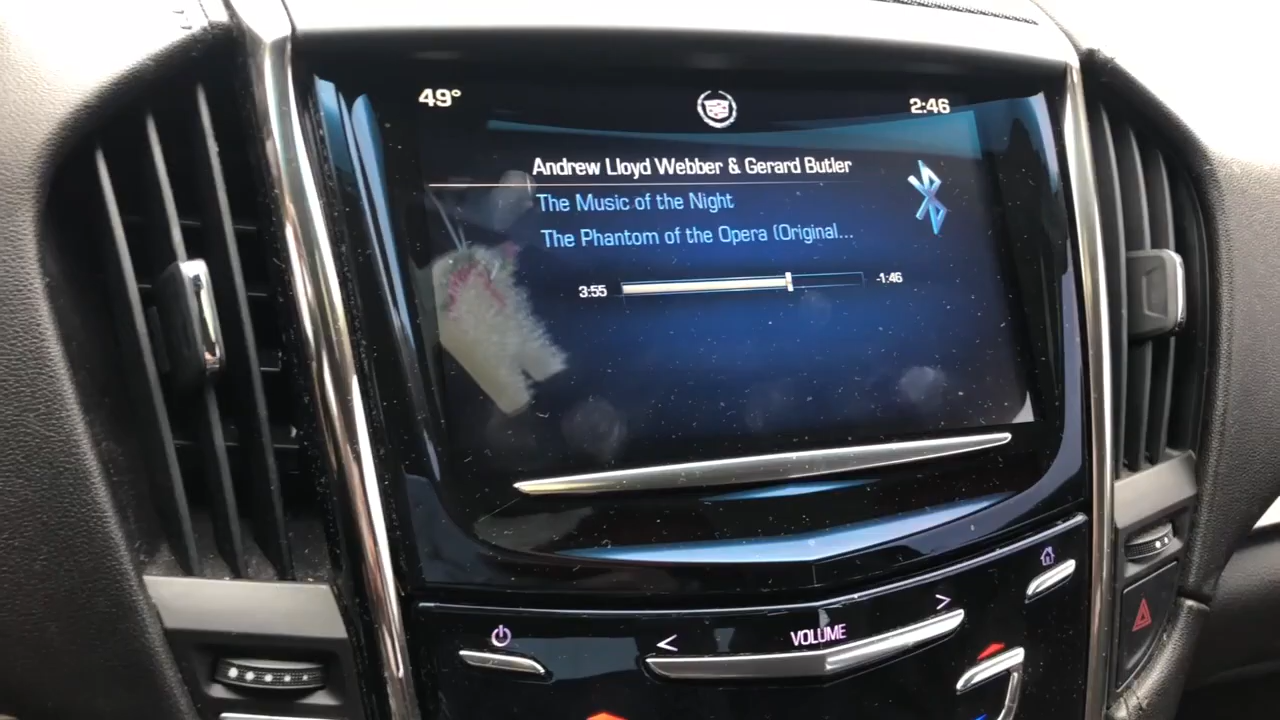 49°
2:46
Andrew Lloyd Webber & Gerard Butler
The Music of the Night
The Phantom of the Opera (Original...
3:55
-1:46
< VOLUME >